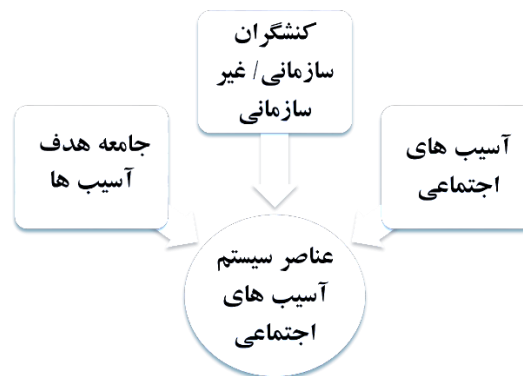 کنشگران
سازمانی/ غیر
سازمانی
آسیب های
اجتماعی
جامعه هدف
آسیب ها
عناصر سیستم
آسیب های
اجتماعی